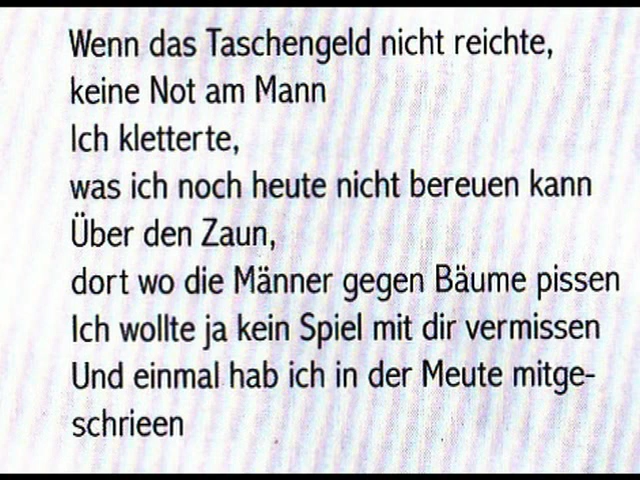 Wenn das Taschengeld nicht reichte,
keine Not am Mann
Ich kletterte,
was ich noch heute nicht bereuen kann
Über den Zaun,
dort wo die Männer gegen Bäume pissen
Ich wollte ja kein Spiel mit dir vermissen
Und einmal hab ich in der Meute mitge-
schrieen